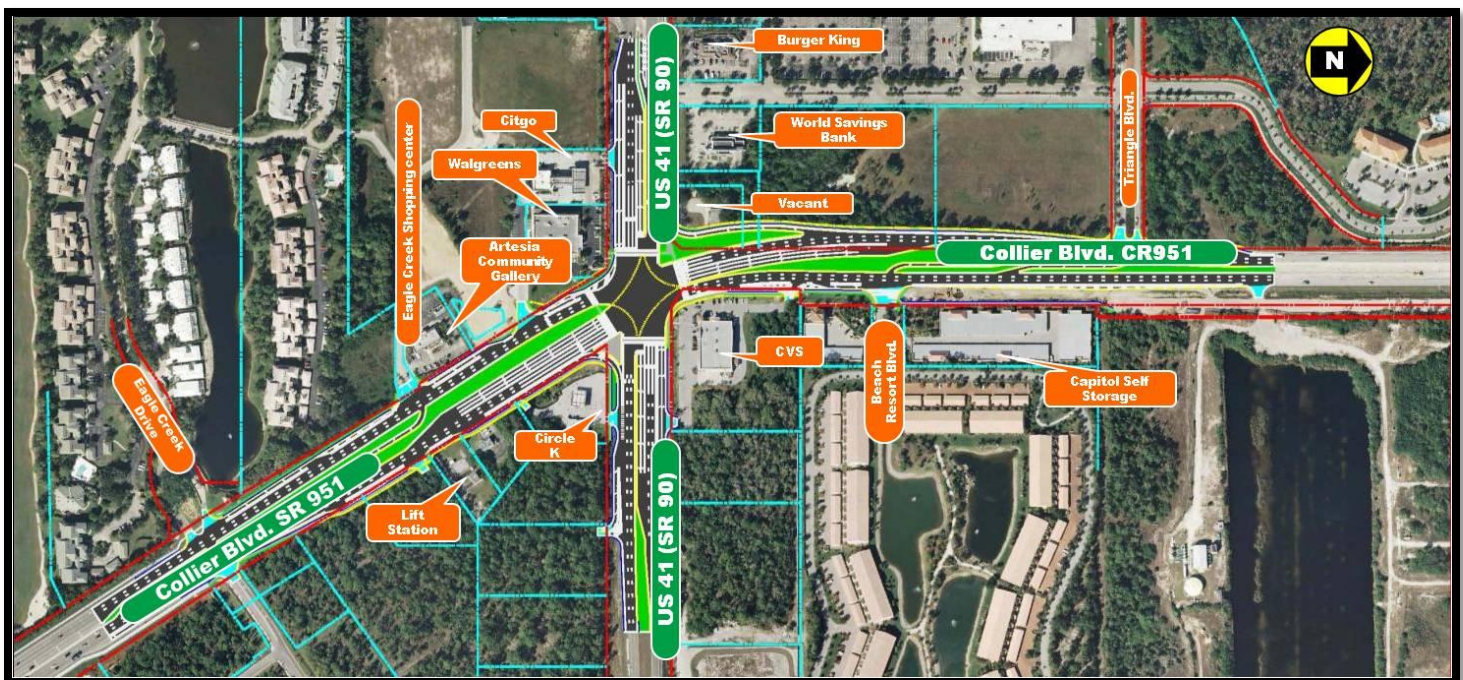 Burger King
N
US 41 (SR 90)
Citgo
World Savings
Bank
Triangle Blvd.
Eagle Creek Shopping center
Walgreens
Vacant
Artesia
Community
Gallery
Collier Blvd. CR951
CVS
Beach
Resort Blvd.
Capitol Self
Storage
Eagle Creek
Drive
Circle
K
Collier Blvd. SR 951
Lift
Station
US 41 (SR 90)